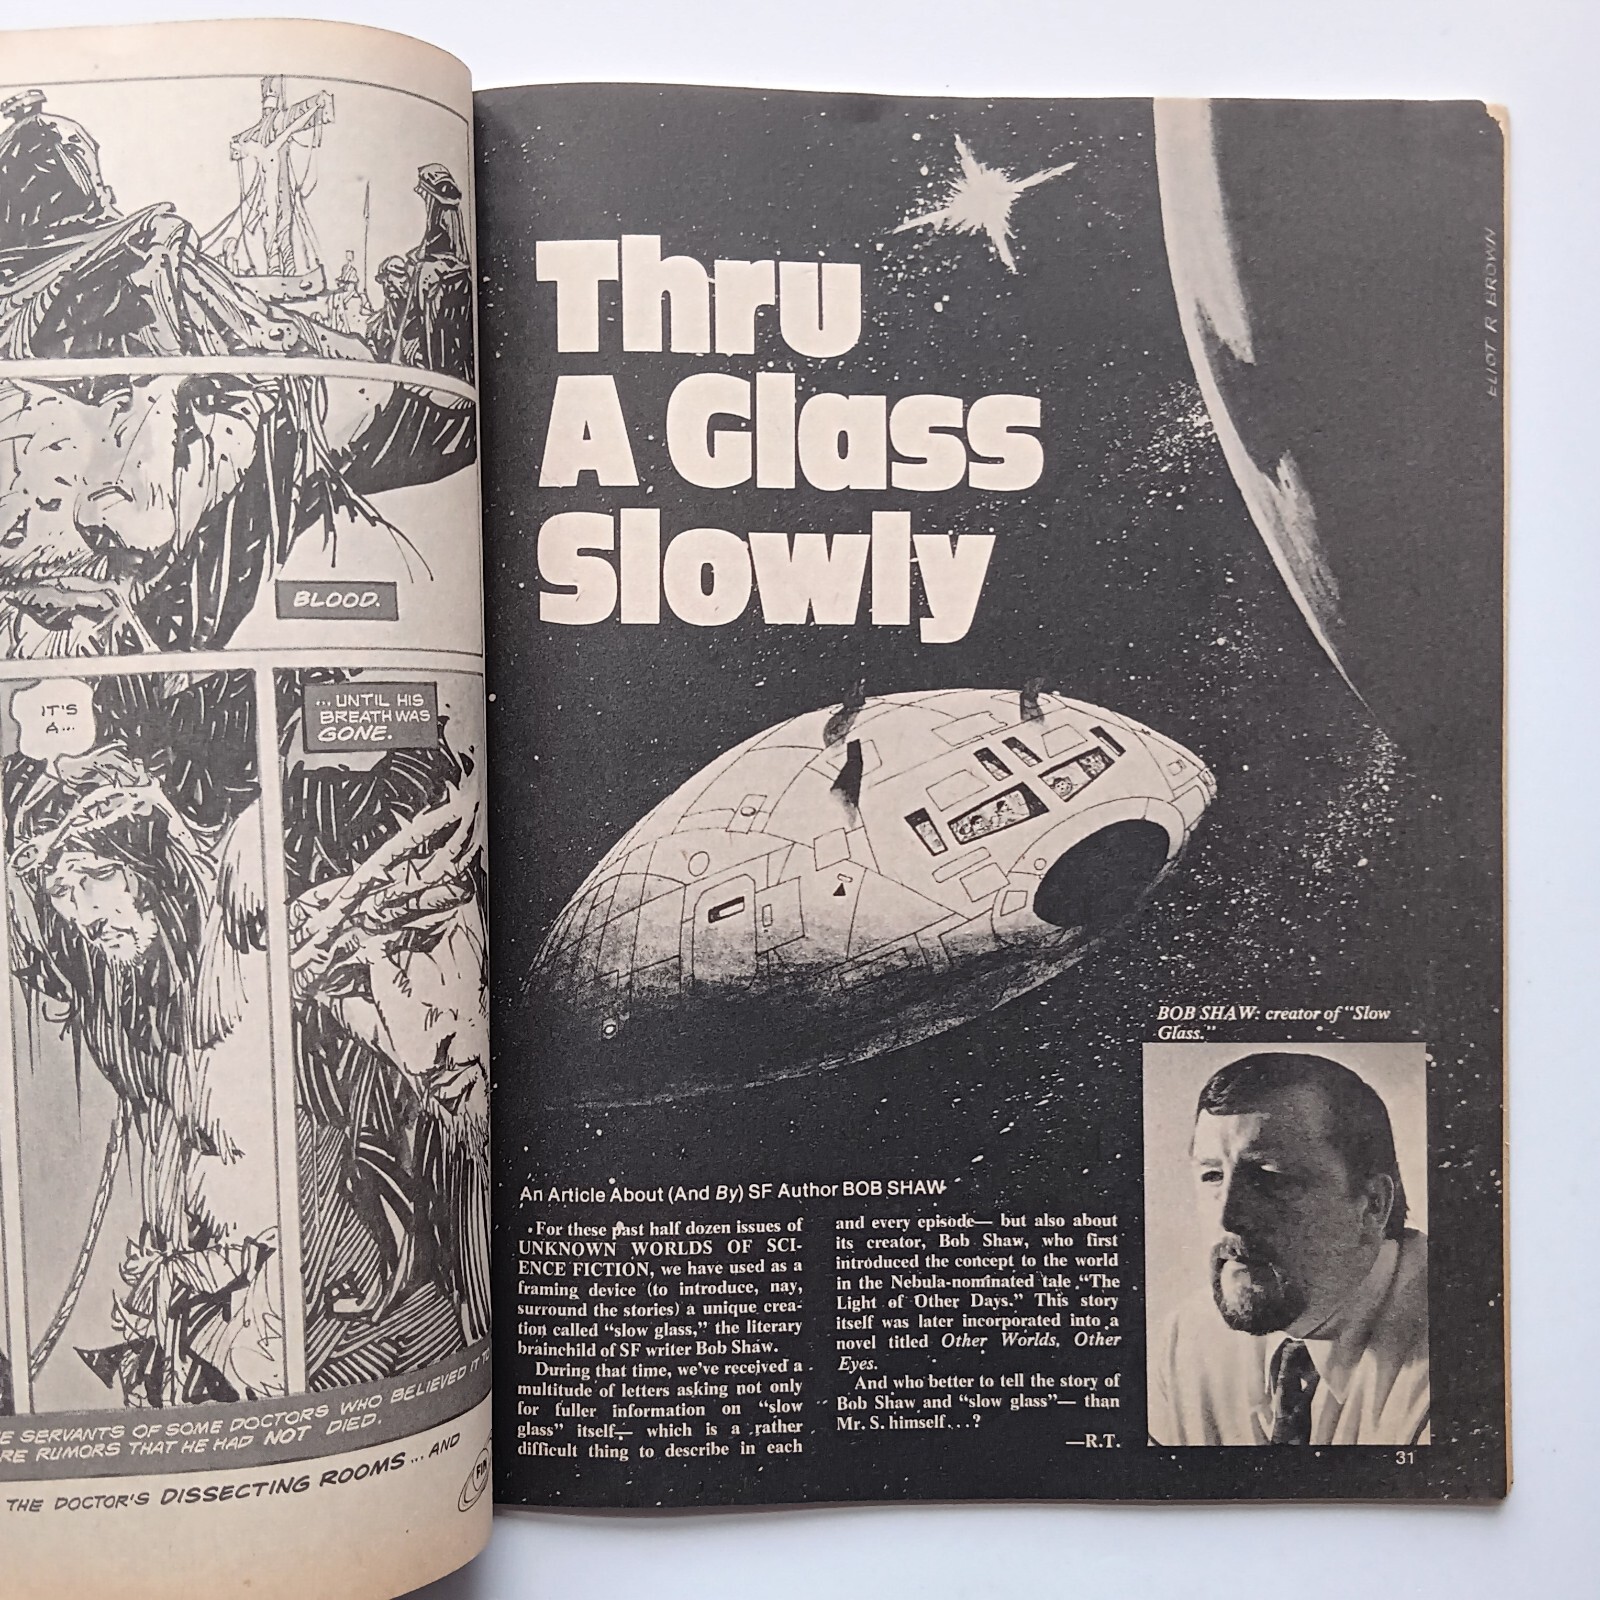 BLOOD.
IT'S
A...
... UNTIL HIS
BREATH WAS
GONE.
SERVANTS OF SOME DOCTORS WHO BELIEVED IT TO
RE RUMORS THAT HE HAD NOT DIED.
THE DOCTOR'S DISSECTING ROOMS ... AND
FIN
Thru
A Glass
Slowly
ELIOT R BROWN
BOB SHAW: creator of "Slow
Glass."
An Article About (And By) SF Author BOB SHAW
For these past half dozen issues of
UNKNOWN WORLDS OF SCI-
ENCE FICTION, we have used as a
framing device (to introduce, nay,
surround the stories) a unique crea-
tion called "slow glass," the literary
brainchild of SF writer Bob Shaw.
During that time, we've received a
multitude of letters asking not only
for fuller information on "slow
glass" itself— which is a rather
difficult thing to describe in each
and every episode— but also about
its creator, Bob Shaw, who first
introduced the concept to the world
in the Nebula-nominated tale "The
Light of Other Days." This story
itself was later incorporated into a
novel titled Other Worlds, Other
Eyes.
And who better to tell the story of
Bob Shaw and "slow glass"— than
Mr. S. himself...?
—R.T.
31